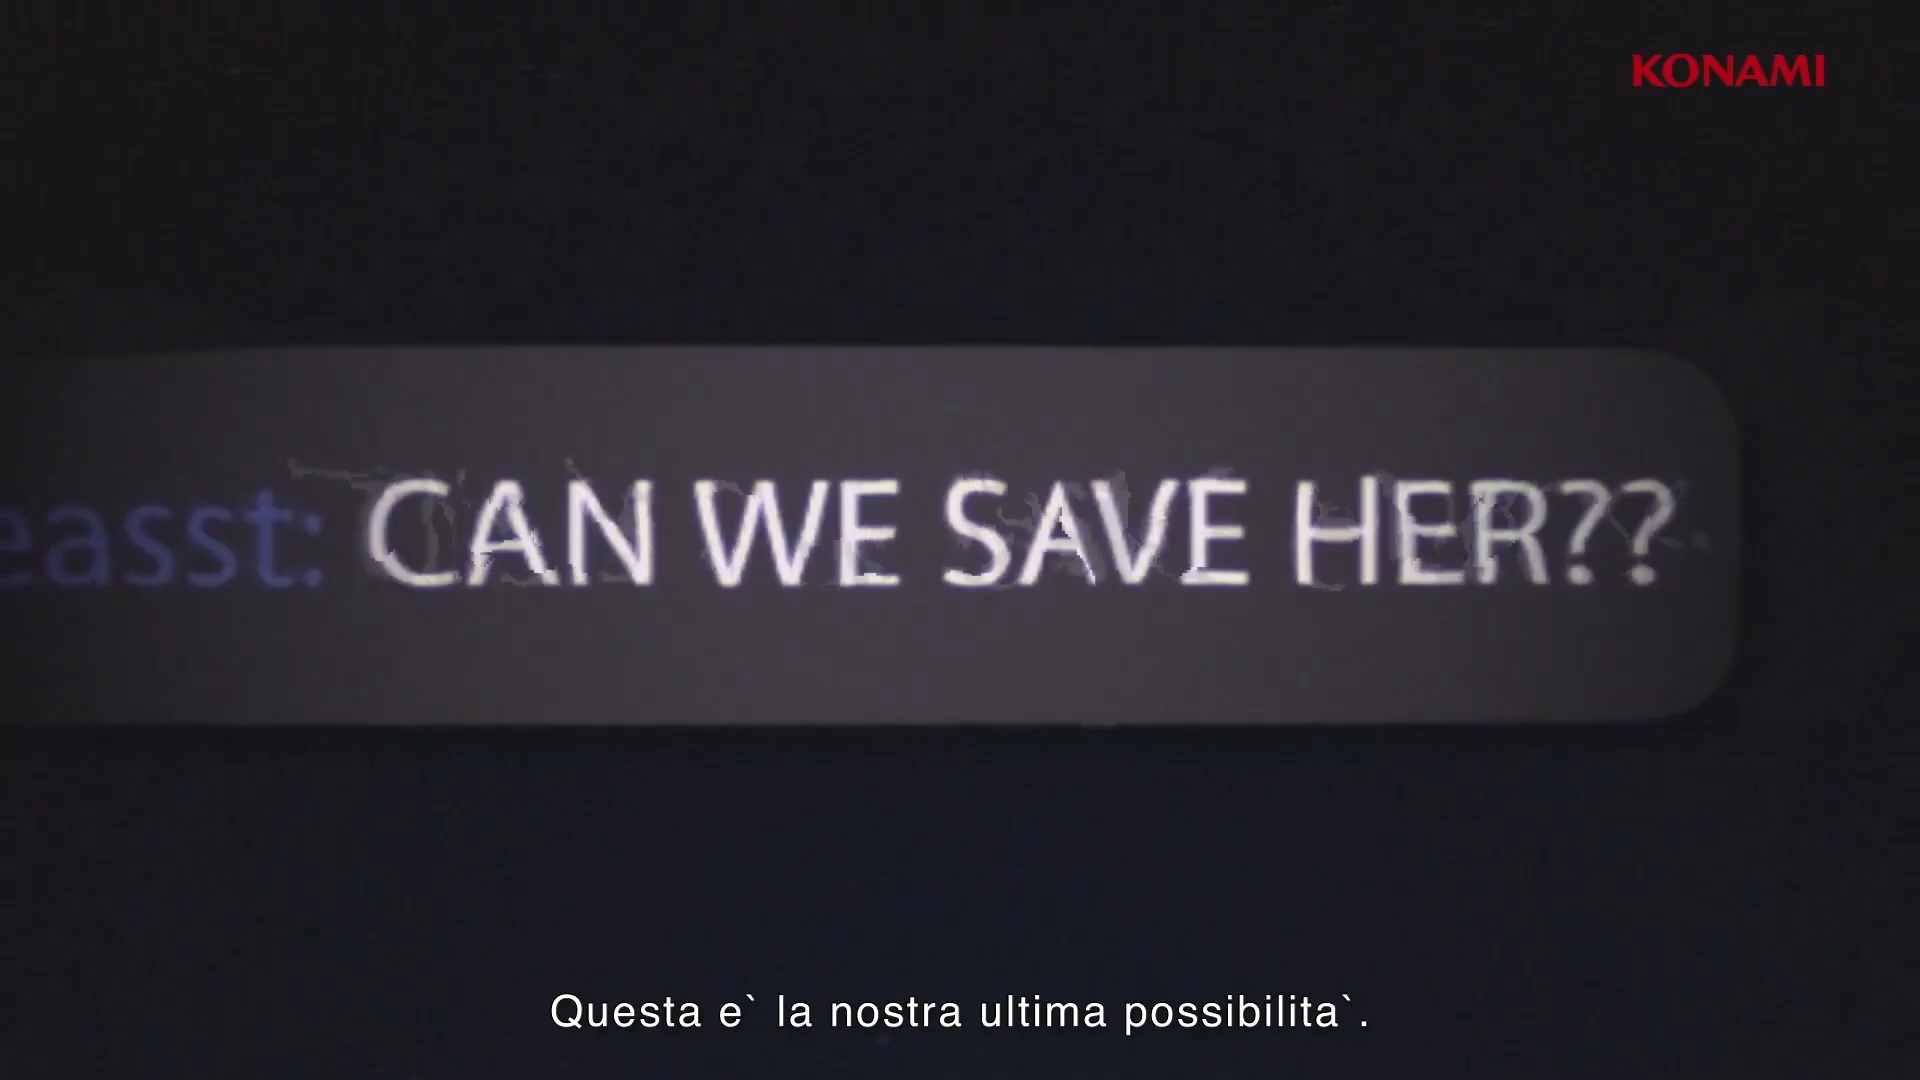 KONAMI
easst: CAN WE SAVE HER??
Questa e` la nostra ultima possibilita`.